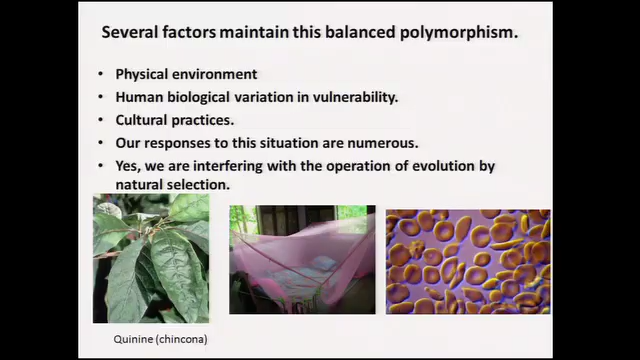 Several factors maintain this balanced polymorphism.
• Physical environment
• Human biological variation in vulnerability.
• Cultural practices.
• Our responses to this situation are numerous.
• Yes, we are interfering with the operation of evolution by
natural selection.
Quinine (chincona)